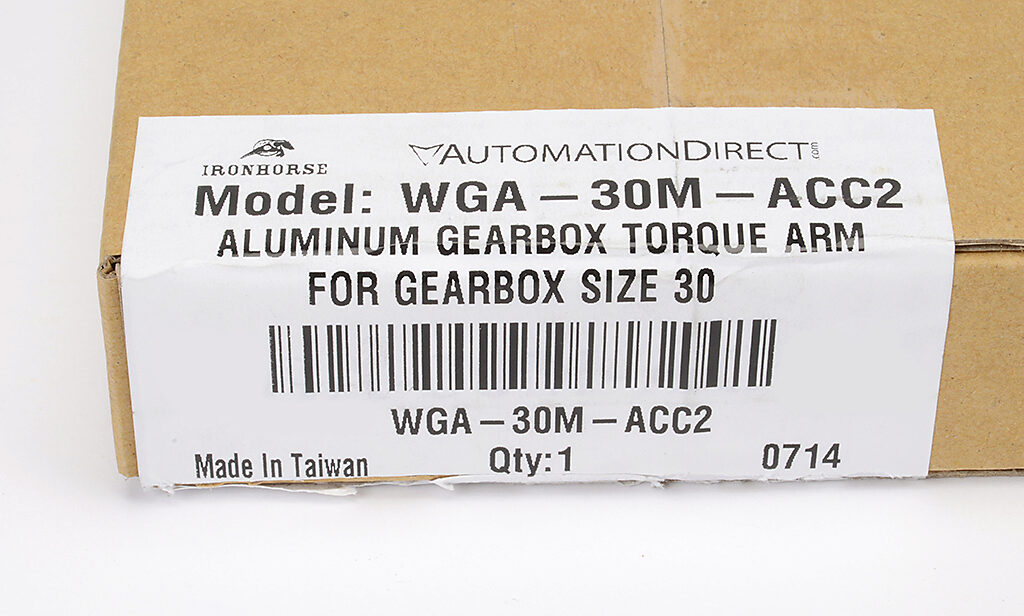 IRONHORSE AUTOMATIONDIRECT.com
Model: WGA – 30M – ACC2
ALUMINUM GEARBOX TORQUE ARM
FOR GEARBOX SIZE 30
WGA – 30M – ACC2
Made In Taiwan Qty: 1 0714